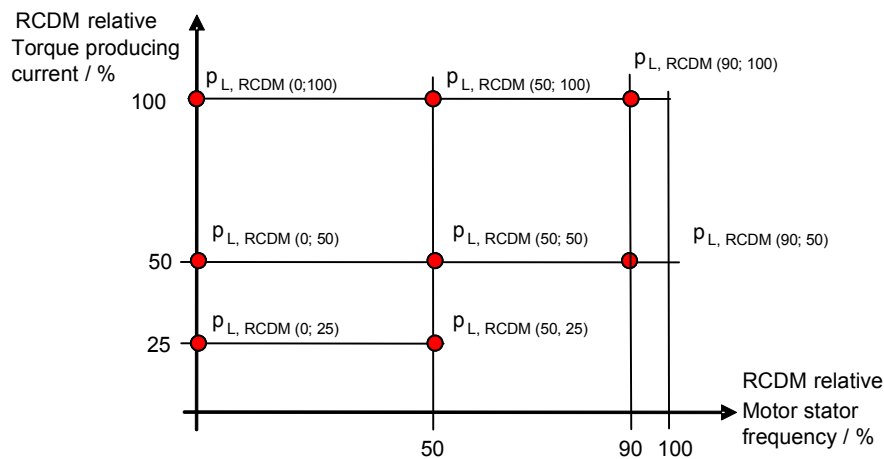 RCDM relative
Torque producing
current / %
p L, RCDM (0;100)
p L, RCDM (50; 100)
p L, RCDM (90; 100)
100
p L, RCDM (0; 50)
p L, RCDM (50; 50)
p L, RCDM (90; 50)
50
p L, RCDM (0; 25)
p L, RCDM (50, 25)
25
RCDM relative
Motor stator
frequency / %
50
90
100